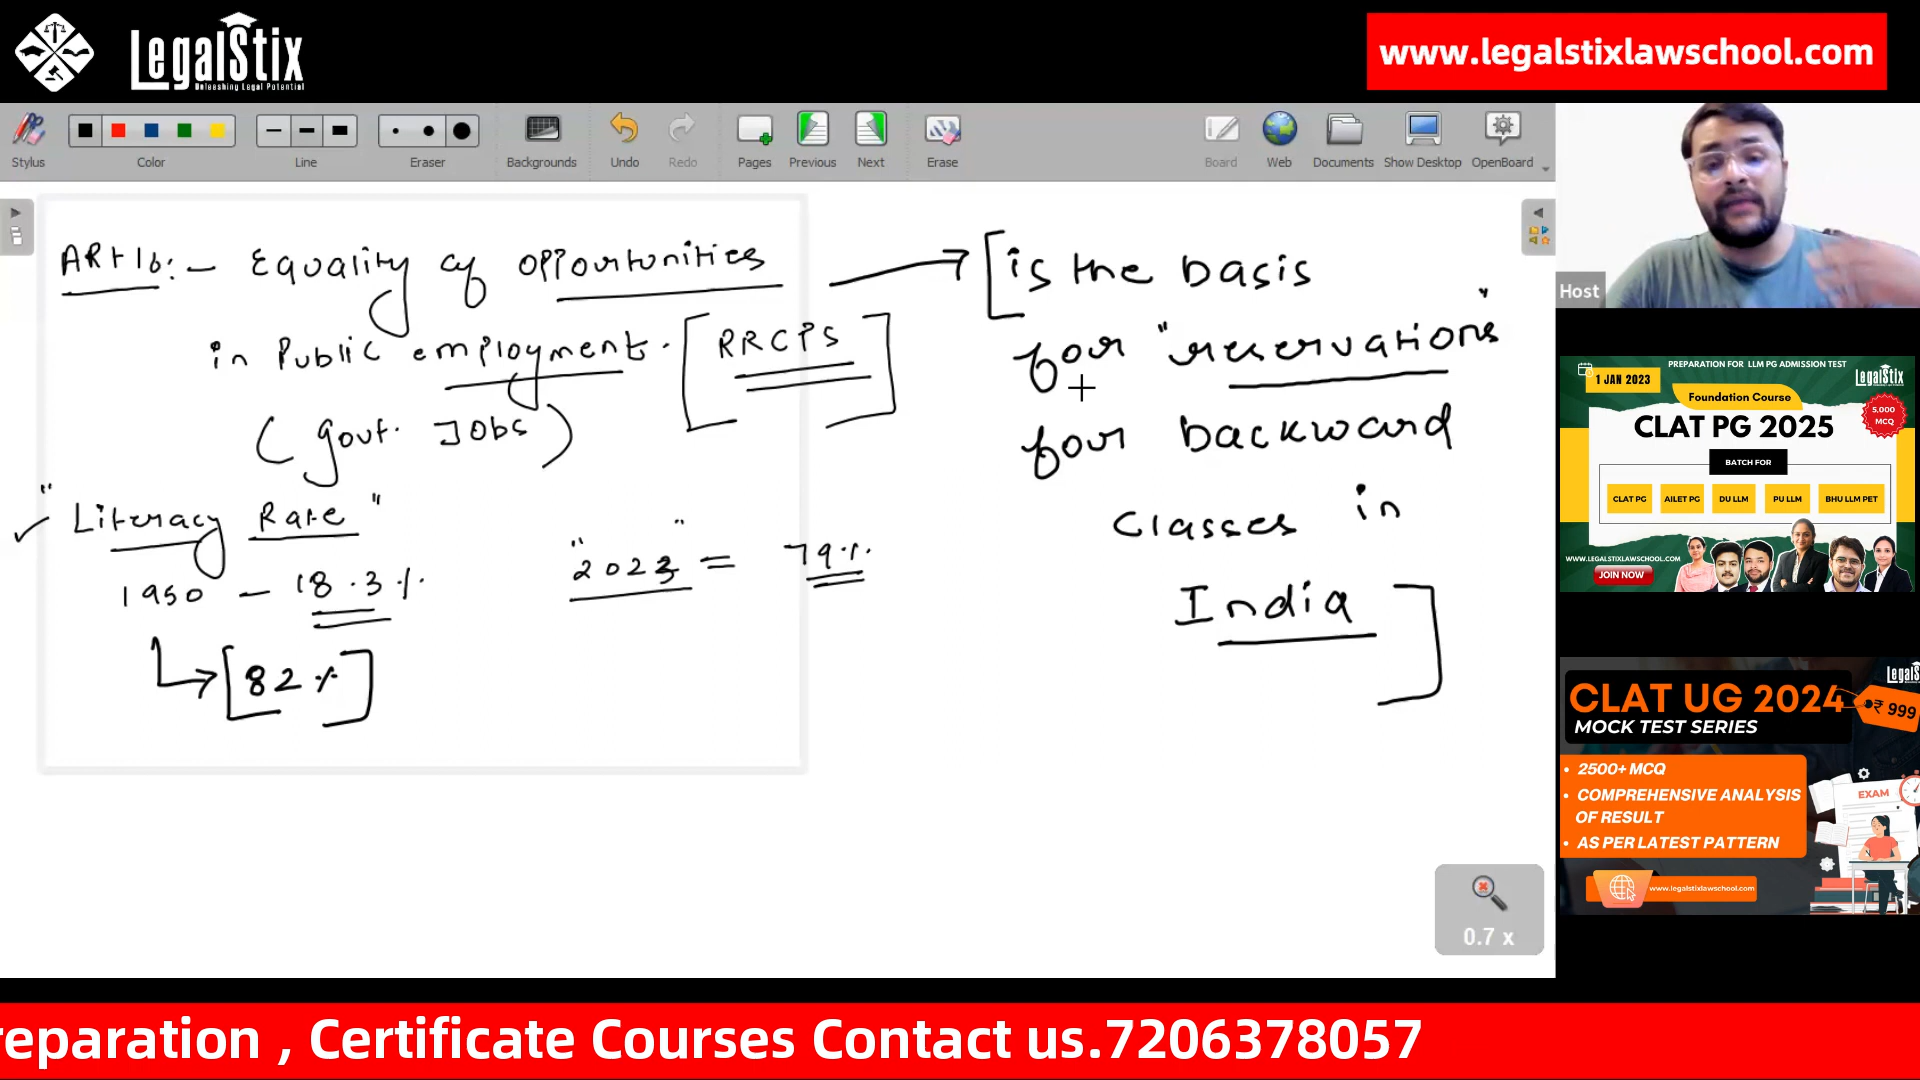 LegalStix
Unleashing Legal Potential
www.legalstixlawschool.com
Stylus
Color
Line
Eraser
Backgrounds
Undo
Redo
Pages
Previous
Next
Erase
Board
Web
Documents
Show Desktop
OpenBoard
ART 16:- Equality of opportunities
in Public employment. [RRCPS]
(Govt. Jobs)
"Literacy Rate"
1950 - 18.3%
"2023" = 79%
[82%]
[is the basis
for "reservations"
for backward
classes in
India]
0.7 x
Host
1 JAN 2023
PREPARATION FOR LLM PG ADMISSION TEST
LegalStix
Foundation Course
5,000
MCQ
CLAT PG 2025
BATCH FOR
CLAT PG
AILET PG
DU LLM
PU LLM
BHU LLM PET
WWW.LEGALSTIXLAWSCHOOL.COM
JOIN NOW
CLAT UG 2024
₹ 999
MOCK TEST SERIES
• 2500+ MCQ
• COMPREHENSIVE ANALYSIS
OF RESULT
• AS PER LATEST PATTERN
EXAM
www.legalstixlawschool.com
reparation , Certificate Courses Contact us.7206378057